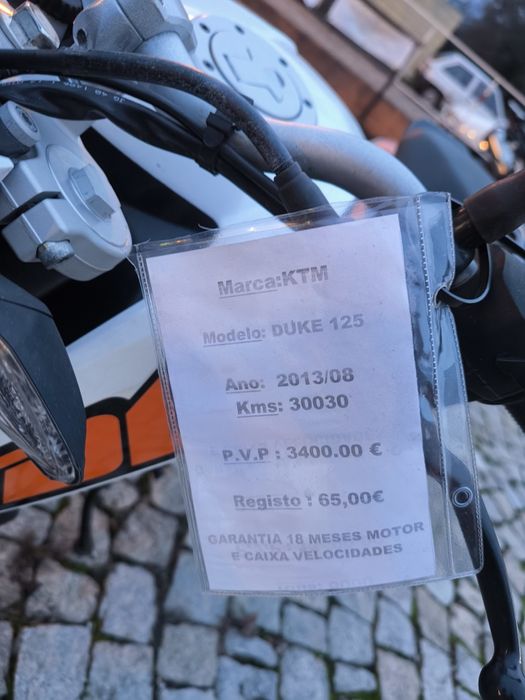 Marca:KTM
Modelo: DUKE 125
Ano: 2013/08
Kms: 30030
P.V.P : 3400.00 €
Registo : 65,00€
GARANTIA 18 MESES MOTOR
E CAIXA VELOCIDADES